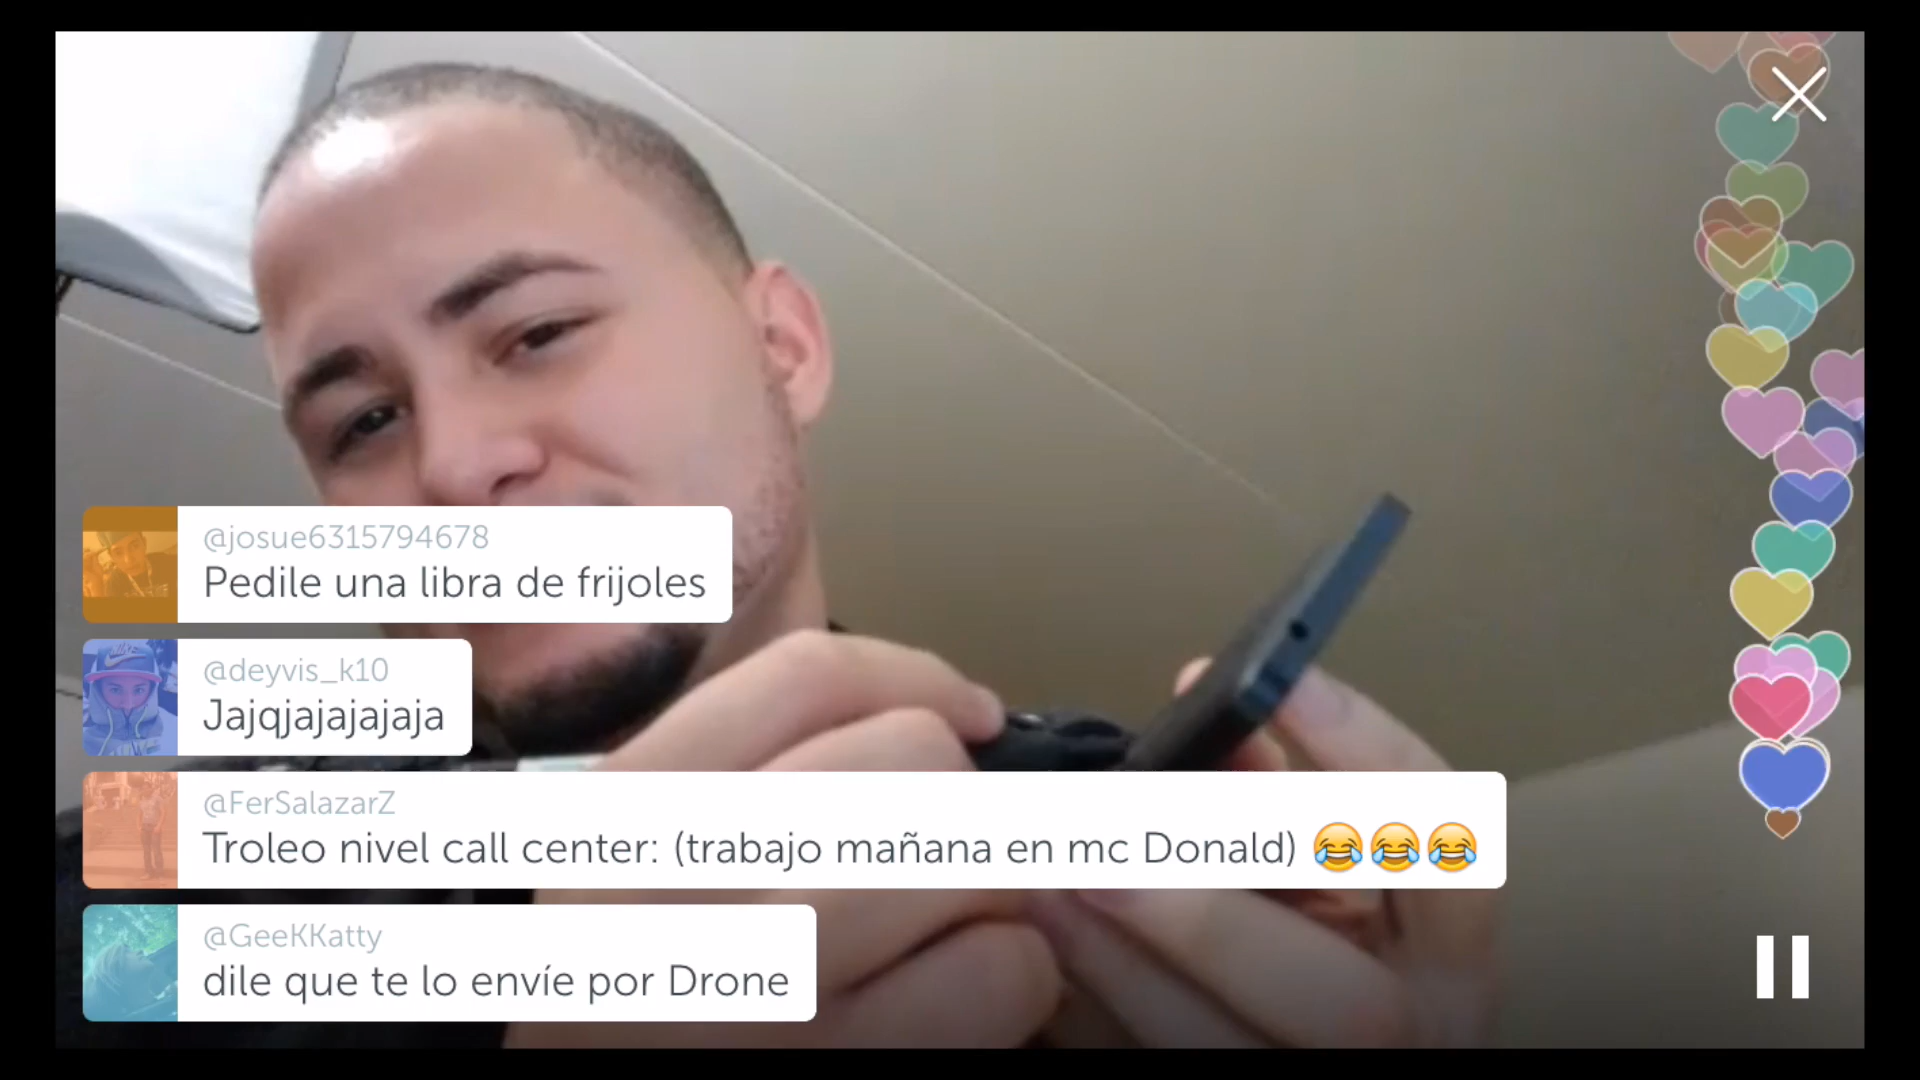 @josue6315794678
Pedile una libra de frijoles
@deyvis_k10
Jajqjajajajaja
@FerSalazarZ
Troleo nivel call center: (trabajo mañana en mc Donald) 😂😂😂
@GeeKKatty
dile que te lo envíe por Drone